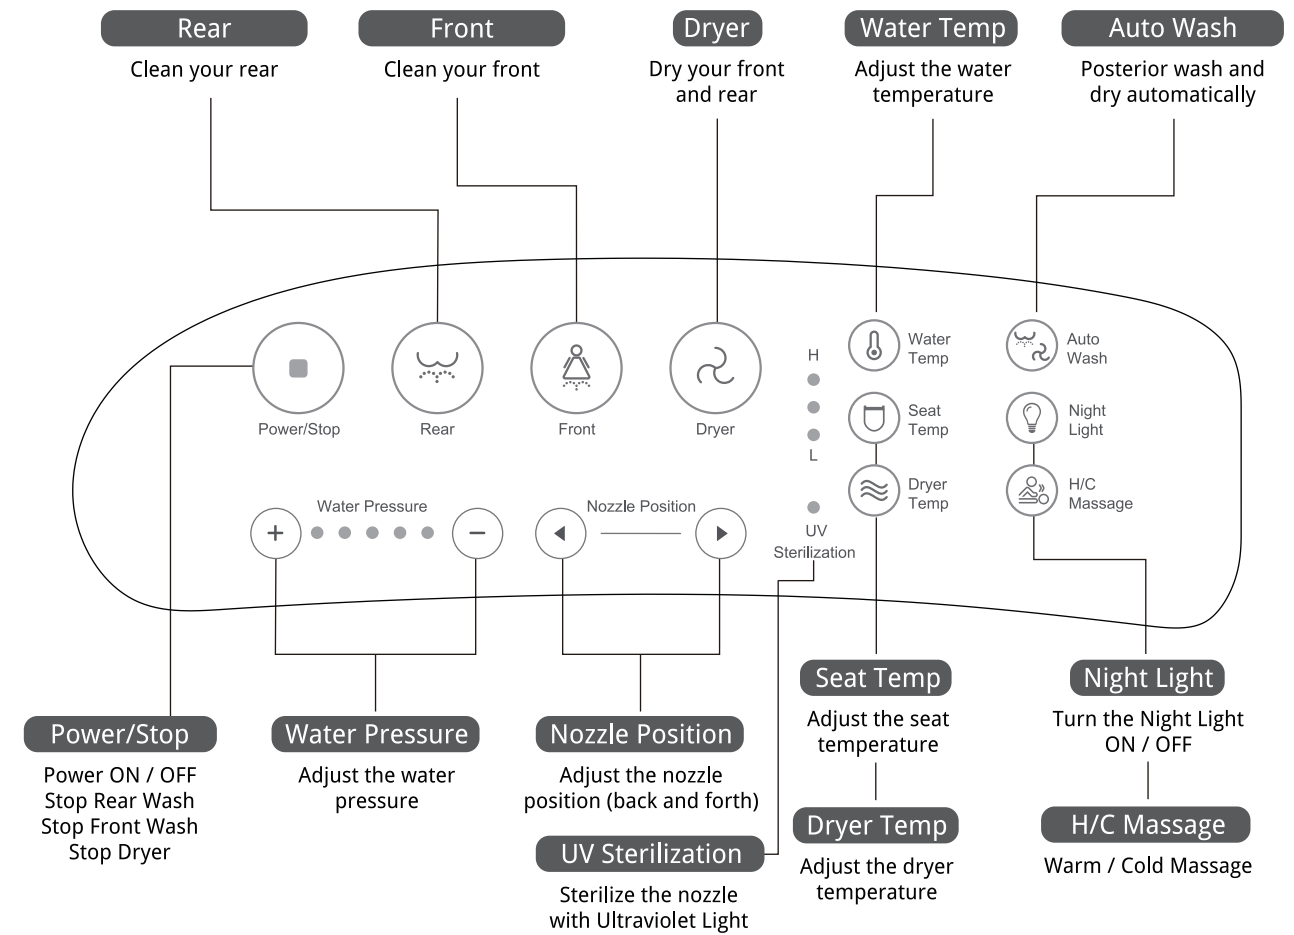 Rear
Clean your rear
Front
Clean your front
Dryer
Dry your front
and rear
Water Temp
Adjust the water
temperature
Auto Wash
Posterior wash and
dry automatically
Power/Stop
Rear
Front
Dryer
H
L
Water
Temp
Seat
Temp
Dryer
Temp
Auto
Wash
Night
Light
H/C
Massage
+
Water Pressure
−
Nozzle Position
UV
Sterilization
Power/Stop
Power ON / OFF
Stop Rear Wash
Stop Front Wash
Stop Dryer
Water Pressure
Adjust the water
pressure
Nozzle Position
Adjust the nozzle
position (back and forth)
UV Sterilization
Sterilize the nozzle
with Ultraviolet Light
Seat Temp
Adjust the seat
temperature
Dryer Temp
Adjust the dryer
temperature
Night Light
Turn the Night Light
ON / OFF
H/C Massage
Warm / Cold Massage